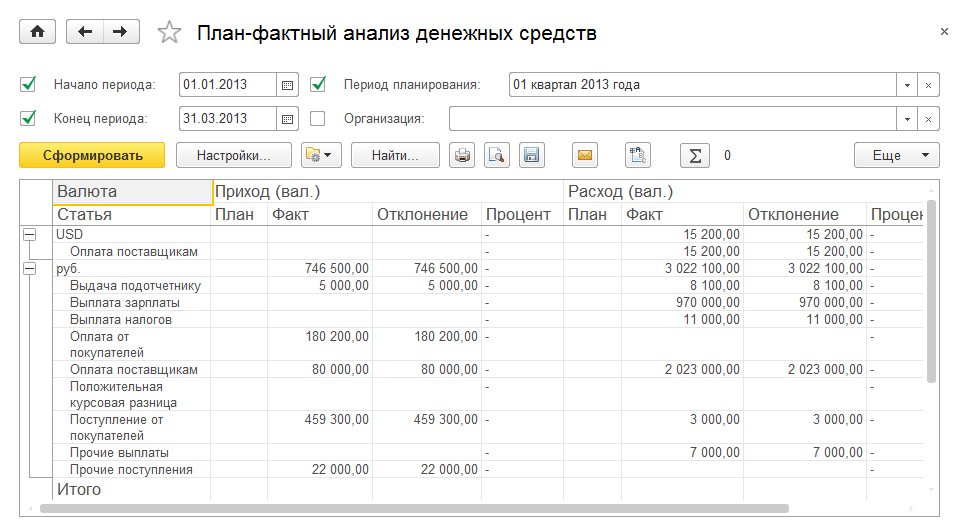 План-фактный анализ денежных средств
Начало периода: 01.01.2013 Период планирования: 01 квартал 2013 года
Конец периода: 31.03.2013 Организация:
Сформировать Настройки... Найти... Σ 0 Еще
Валюта Приход (вал.) Расход (вал.)
Статья План Факт Отклонение Процент План Факт Отклонение Процен
USD - 15 200,00 15 200,00 -
Оплата поставщикам - 15 200,00 15 200,00 -
руб. 746 500,00 746 500,00 - 3 022 100,00 3 022 100,00 -
Выдача подотчетнику 5 000,00 5 000,00 - 8 100,00 8 100,00 -
Выплата зарплаты - 970 000,00 970 000,00 -
Выплата налогов - 11 000,00 11 000,00 -
Оплата от 180 200,00 180 200,00 - -
покупателей
Оплата поставщикам 80 000,00 80 000,00 - 2 023 000,00 2 023 000,00 -
Положительная - -
курсовая разница
Поступление от 459 300,00 459 300,00 - 3 000,00 3 000,00 -
покупателей
Прочие выплаты - 7 000,00 7 000,00 -
Прочие поступления 22 000,00 22 000,00 - -
Итого